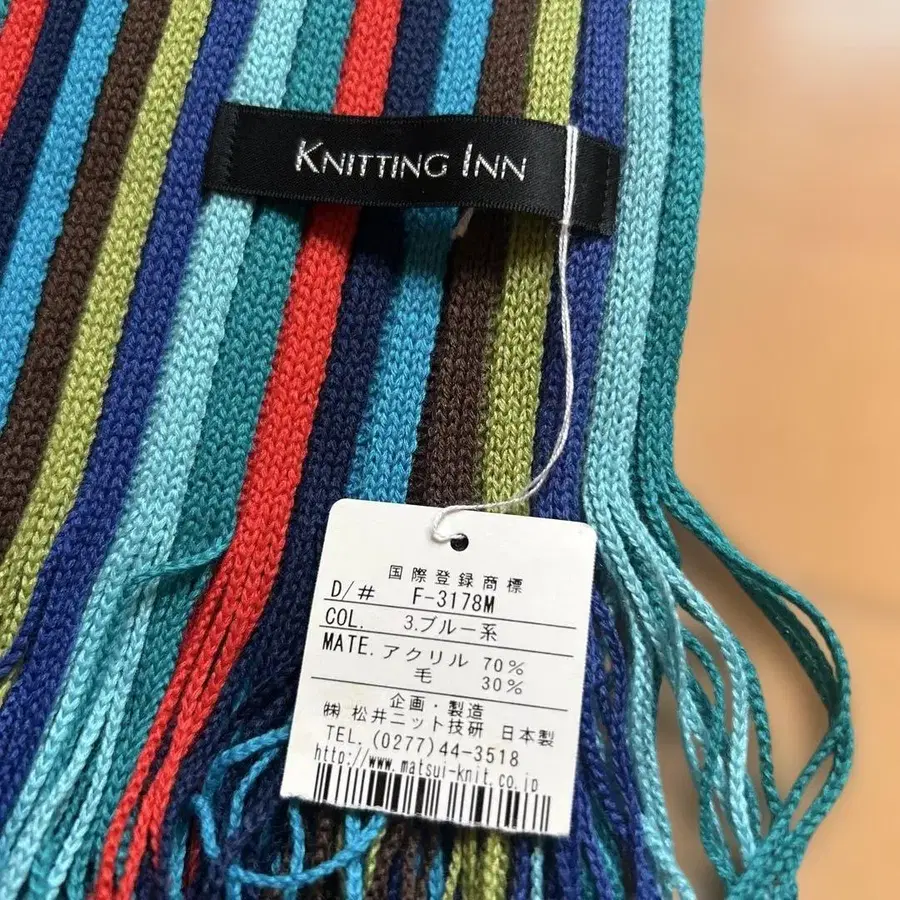 KNITTING INN
国際登録商標
D/# F-3178M
COL. 3.ブルー系
MATE. アクリル 70%
毛 30%
企画・製造
㈱ 松井ニット技研 日本製
TEL. (0277)44-3518
http://www.matsui-knit.co.jp